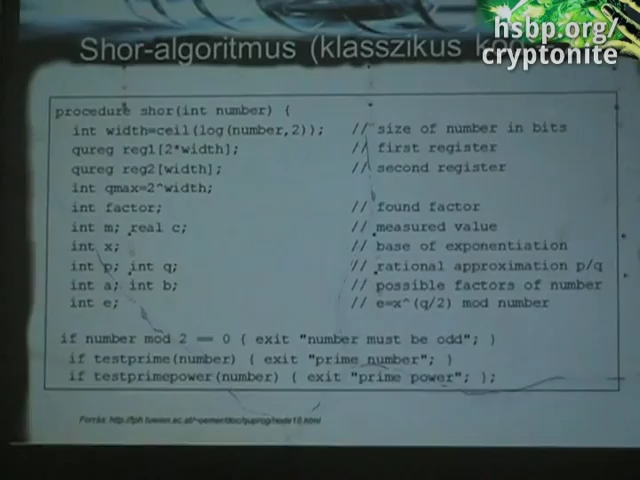 hsbp.org/
cryptonite
Shor-algoritmus (klasszikus
procedure shor(int number) {
int width=ceil(log(number,2)); // size of number in bits
qureg reg1[2*width]; // first register
qureg reg2[width]; // second register
int qmax=2^width;
int factor; // found factor
int m; real c; // measured value
int x; // base of exponentiation
int p; int q; // rational approximation p/q
int a; int b; // possible factors of number
int e; // e=x^(q/2) mod number
if number mod 2 == 0 { exit "number must be odd"; }
if testprime(number) { exit "prime number"; }
if testprimepower(number) { exit "prime power"; };
Forrás: